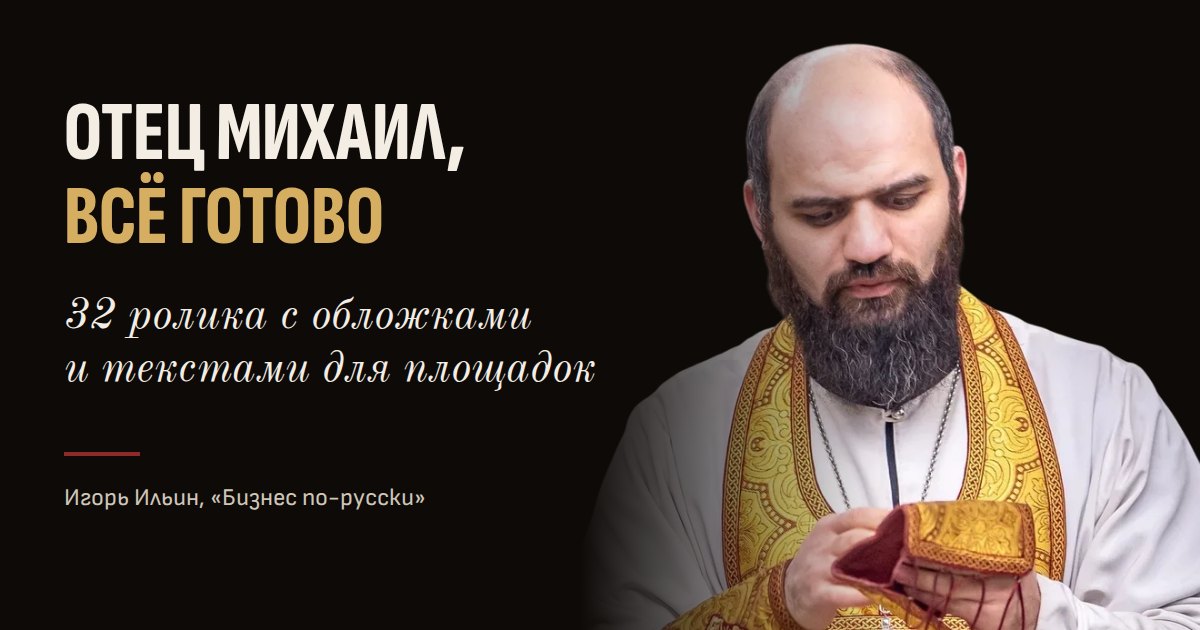 ОТЕЦ МИХАИЛ,
ВСЁ ГОТОВО
32 ролика с обложками
и текстами для площадок
Игорь Ильин, «Бизнес по-русски»